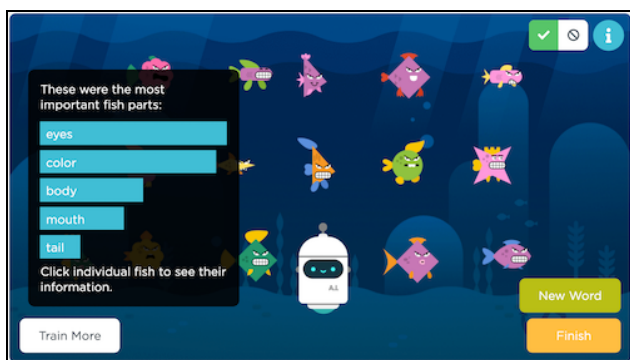 These were the most
important fish parts:
eyes
color
body
mouth
tail
Click individual fish to see their
information.
A.I.
i
New Word
Train More
Finish